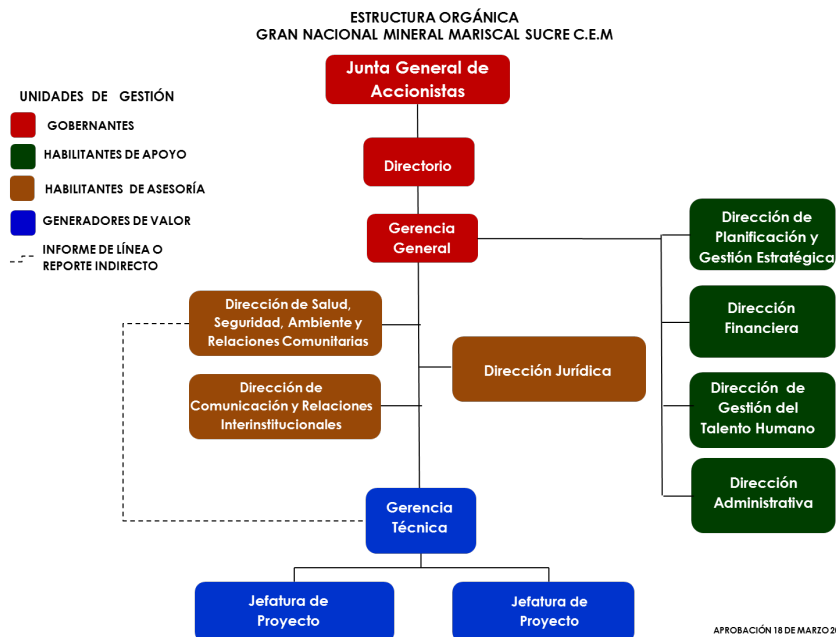 ESTRUCTURA ORGÁNICA
GRAN NACIONAL MINERAL MARISCAL SUCRE C.E.M
Junta General de
Accionistas
UNIDADES DE GESTIÓN
GOBERNANTES
HABILITANTES DE APOYO
HABILITANTES DE ASESORÍA
GENERADORES DE VALOR
INFORME DE LÍNEA O
REPORTE INDIRECTO
Directorio
Gerencia
General
Dirección de
Planificación y
Gestión Estratégica
Dirección de Salud,
Seguridad, Ambiente y
Relaciones Comunitarias
Dirección
Financiera
Dirección Jurídica
Dirección de
Comunicación y Relaciones
Interinstitucionales
Dirección de
Gestión del
Talento Humano
Dirección
Administrativa
Gerencia
Técnica
Jefatura de
Proyecto
Jefatura de
Proyecto
APROBACIÓN 18 DE MARZO